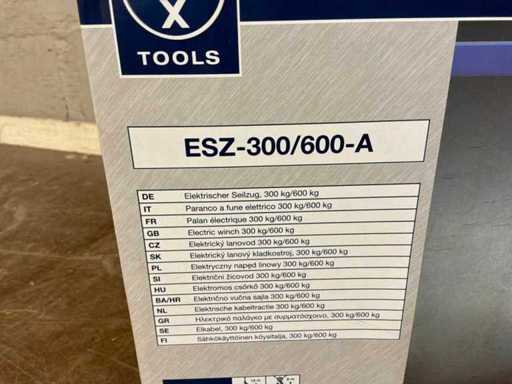 X
TOOLS
ESZ-300/600-A
DE Elektrischer Seilzug, 300 kg/600 kg
IT Paranco a fune elettrico 300 kg/600 kg
FR Palan électrique 300 kg/600 kg
GB Electric winch 300 kg/600 kg
CZ Elektrický lanovod 300 kg/600 kg
SK Elektrický lanový kladkostroj, 300 kg/600 kg
PL Elektryczny napęd linowy 300 kg/600 kg
SI Električni žicovod 300 kg/600 kg
HU Elektromos csőrlő 300 kg/600 kg
BA/HR Električno vučna sajla 300 kg/600 kg
NL Elektrische kabeltractie 300 kg/600 kg
GR Ηλεκτρικό παλάγκο με συρματόσχοινο, 300 kg/600 kg
SE Elkabel, 300 kg/600 kg
FI Sähkökäyttöinen köysitalja, 300 kg/600 kg